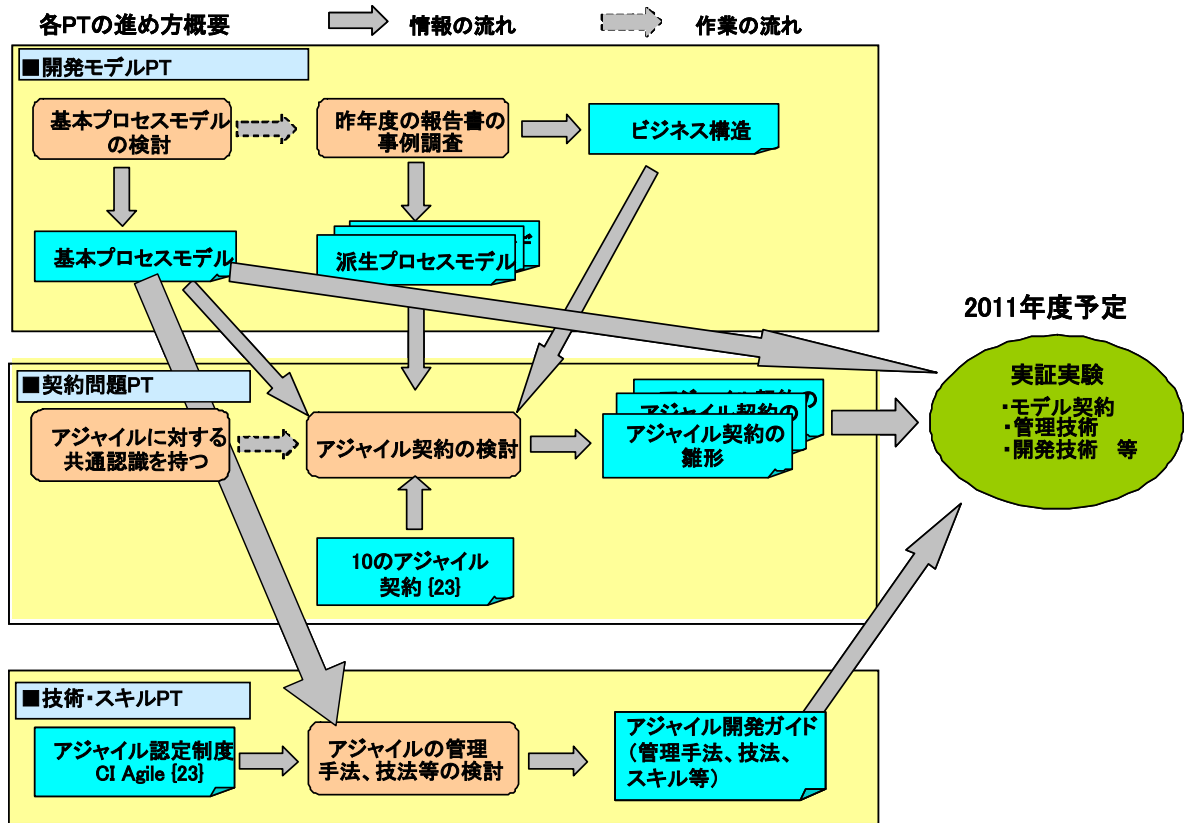 各PTの進め方概要
情報の流れ
作業の流れ
■開発モデルPT
基本プロセスモデル
の検討
昨年度の報告書の
事例調査
ビジネス構造
基本プロセスモデル
派生プロセスモデル
2011年度予定
実証実験
・モデル契約
・管理技術
・開発技術　等
■契約問題PT
アジャイルに対する
共通認識を持つ
アジャイル契約の検討
アジャイル契約の
アジャイル契約の
雛形
10のアジャイル
契約 {23}
■技術・スキルPT
アジャイル認定制度
CI Agile {23}
アジャイルの管理
手法、技法等の検討
アジャイル開発ガイド
（管理手法、技法、
スキル等）